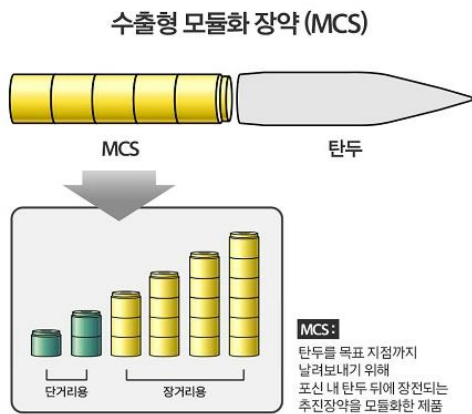 수출형 모듈화 장약 (MCS)
MCS
탄두
단거리용
장거리용
MCS :
탄두를 목표 지점까지
날려보내기 위해
포신 내 탄두 뒤에 장전되는
추진장약을 모듈화한 제품